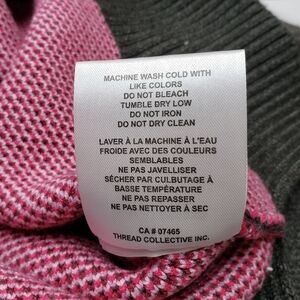 MACHINE WASH COLD WITH
LIKE COLORS
DO NOT BLEACH
TUMBLE DRY LOW
DO NOT IRON
DO NOT DRY CLEAN
LAVER À LA MACHINE À L'EAU
FROIDE AVEC DES COULEURS
SEMBLABLES
NE PAS JAVELLISER
SÉCHER PAR CULBUTAGE À
BASSE TEMPÉRATURE
NE PAS REPASSER
NE PAS NETTOYER À SEC
CA # 07465
THREAD COLLECTIVE INC.